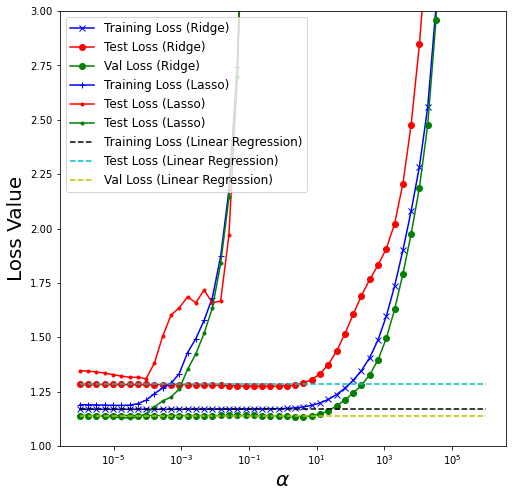 3.00
2.75
2.50
2.25
2.00
1.75
1.50
1.25
1.00
Loss Value
Training Loss (Ridge)
Test Loss (Ridge)
Val Loss (Ridge)
Training Loss (Lasso)
Test Loss (Lasso)
Test Loss (Lasso)
Training Loss (Linear Regression)
Test Loss (Linear Regression)
Val Loss (Linear Regression)
10⁻⁵ 10⁻³ 10⁻¹ 10¹ 10³ 10⁵
α